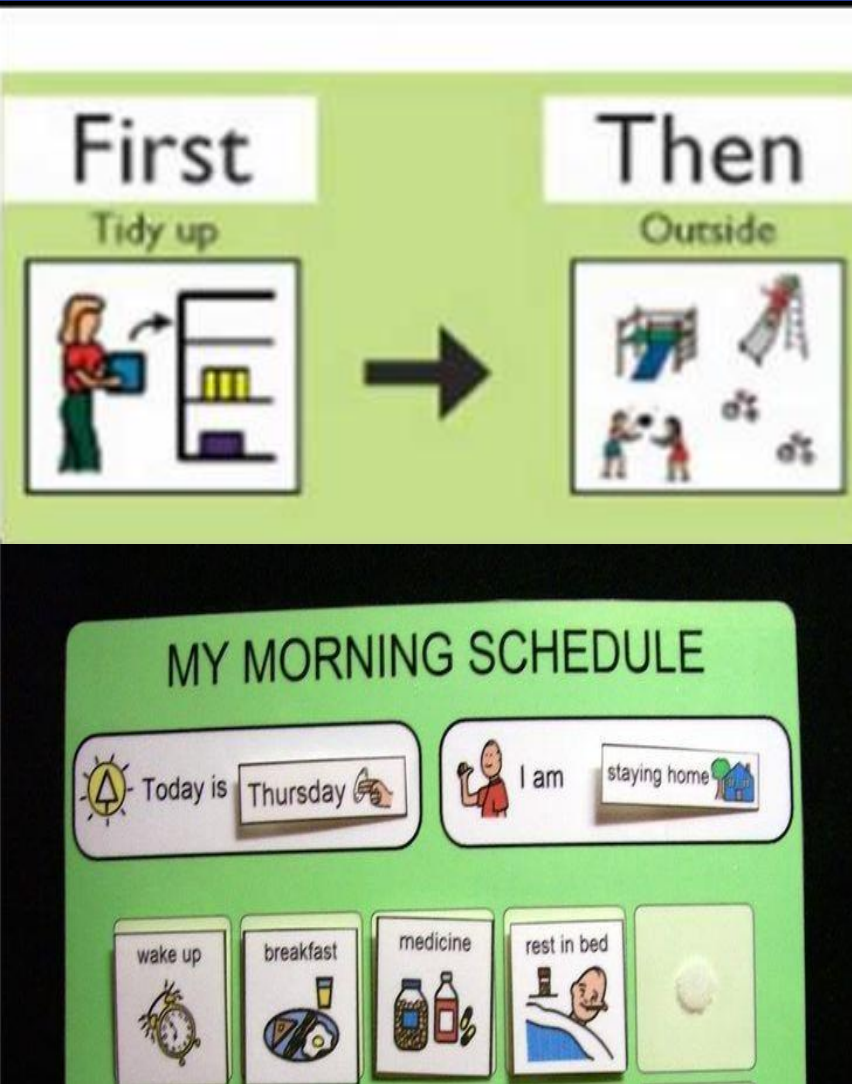 First
Then
Tidy up
Outside
MY MORNING SCHEDULE
Today is Thursday
I am staying home
wake up
breakfast
medicine
rest in bed